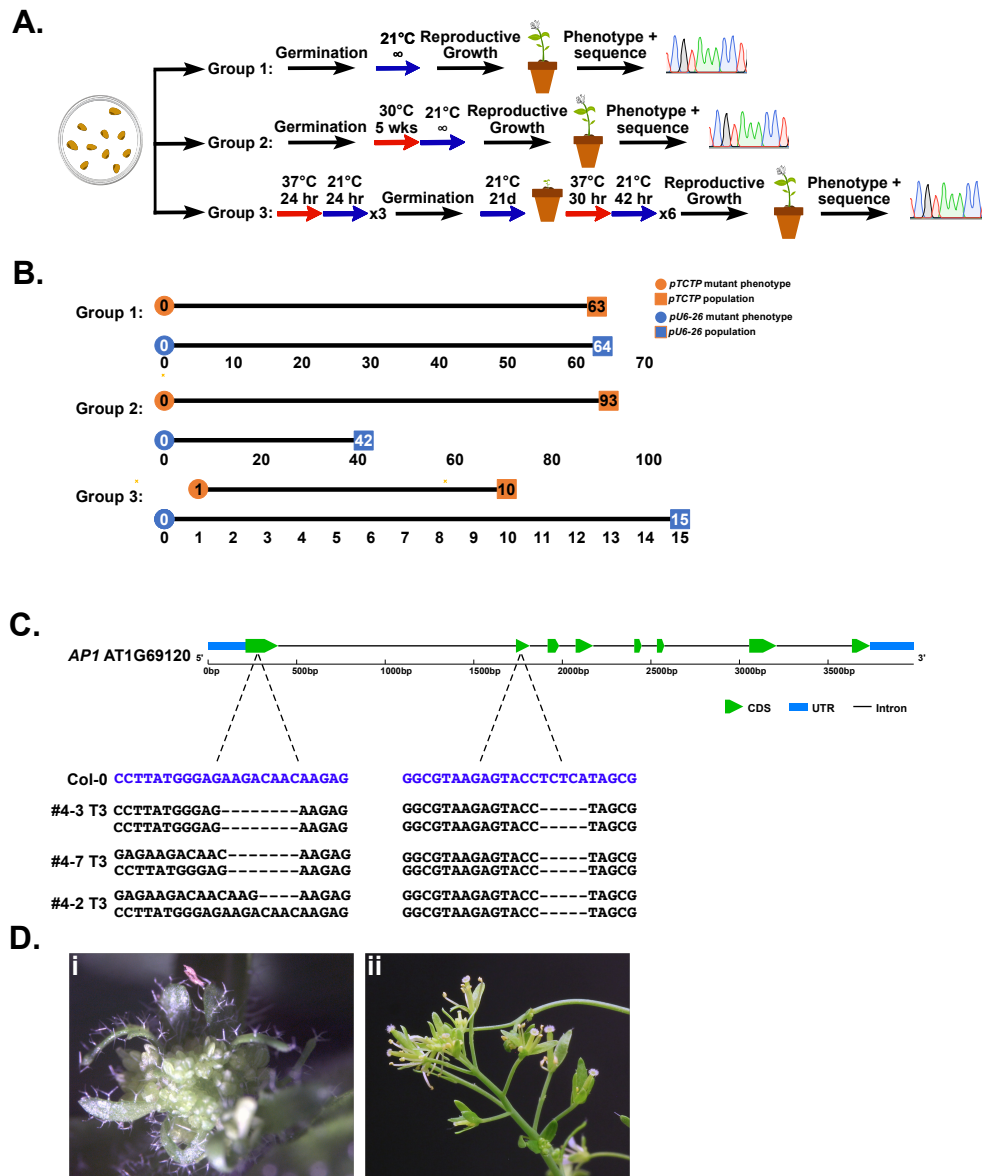 A.
Group 1:
Germination
21°C
∞
Reproductive
Growth
Phenotype +
sequence
Group 2:
Germination
30°C
5 wks
21°C
∞
Reproductive
Growth
Phenotype +
sequence
Group 3:
37°C
24 hr
21°C
24 hr
x3
Germination
21°C
21d
37°C
30 hr
21°C
42 hr
x6
Reproductive
Growth
Phenotype +
sequence
B.
Group 1:
0 63
0 64
0 10 20 30 40 50 60 70
pTCTP mutant phenotype
pTCTP population
pU6-26 mutant phenotype
pU6-26 population
Group 2:
0 93
0 42
0 20 40 60 80 100
Group 3:
1 10
0 15
0 1 2 3 4 5 6 7 8 9 10 11 12 13 14 15
C.
AP1 AT1G69120
5' 3'
0bp 500bp 1000bp 1500bp 2000bp 2500bp 3000bp 3500bp
CDS UTR Intron
Col-0 CCTTATGGGAGAAGACAACAAGAG GGCGTAAGAGTACCTCTCATAGCG
#4-3 T3 CCTTATGGGAG--------AAGAG GGCGTAAGAGTACC-----TAGCG
CCTTATGGGAG--------AAGAG GGCGTAAGAGTACC-----TAGCG
#4-7 T3 GAGAAGACAAC--------AAGAG GGCGTAAGAGTACC-----TAGCG
CCTTATGGGAG--------AAGAG GGCGTAAGAGTACC-----TAGCG
#4-2 T3 GAGAAGACAACAAG-----AAGAG GGCGTAAGAGTACC-----TAGCG
CCTTATGGGAGAAGACAACAAGAG GGCGTAAGAGTACC-----TAGCG
D.
i
ii